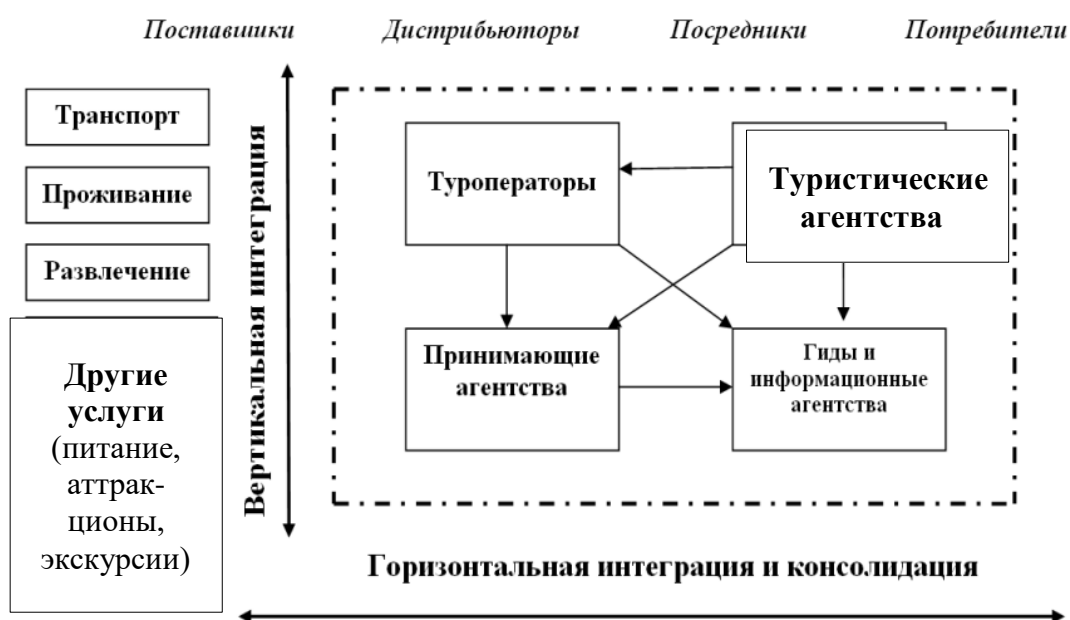 Поставшики Дистрибьюторы Посредники Потребители
Транспорт
Проживание
Развлечение
Другие
услуги
(питание,
аттрак-
ционы,
экскурсии)
Вертикальная интеграция
Туроператоры
Туристические
агентства
Принимающие
агентства
Гиды и
информационные
агентства
Горизонтальная интеграция и консолидация